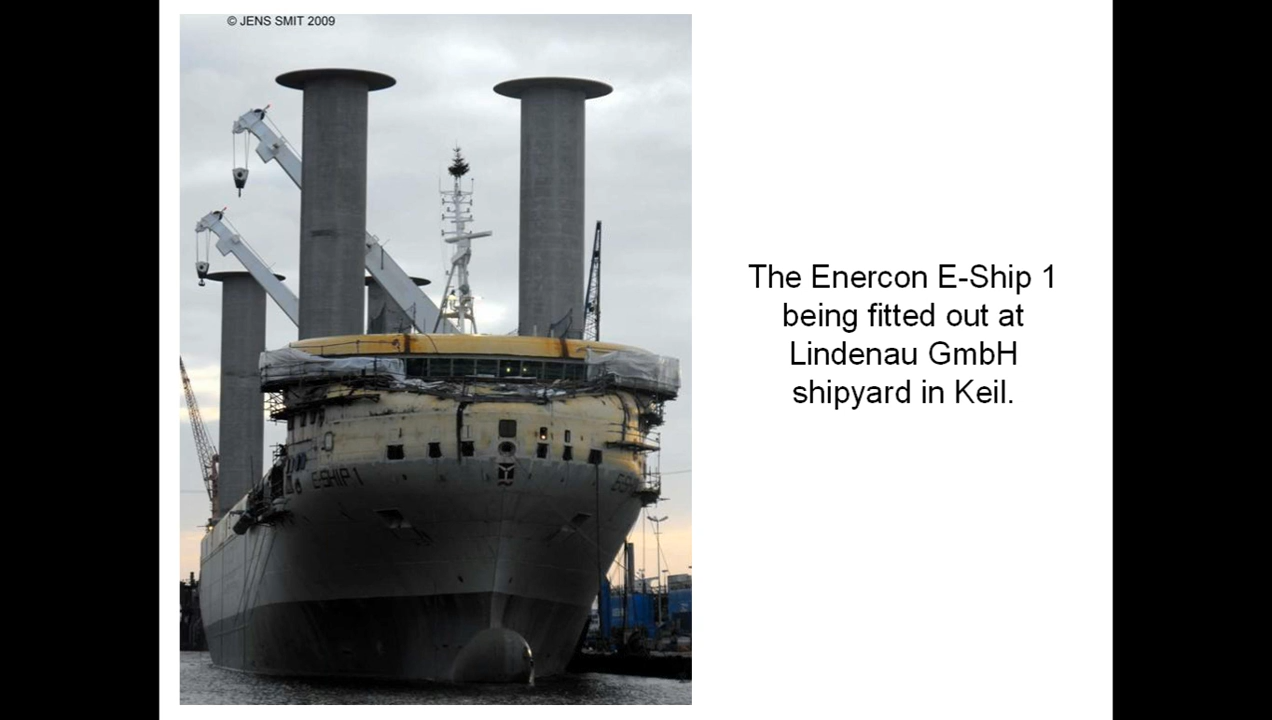 © JENS SMIT 2009
The Enercon E-Ship 1
being fitted out at
Lindenau GmbH
shipyard in Keil.
E-SHIP 1